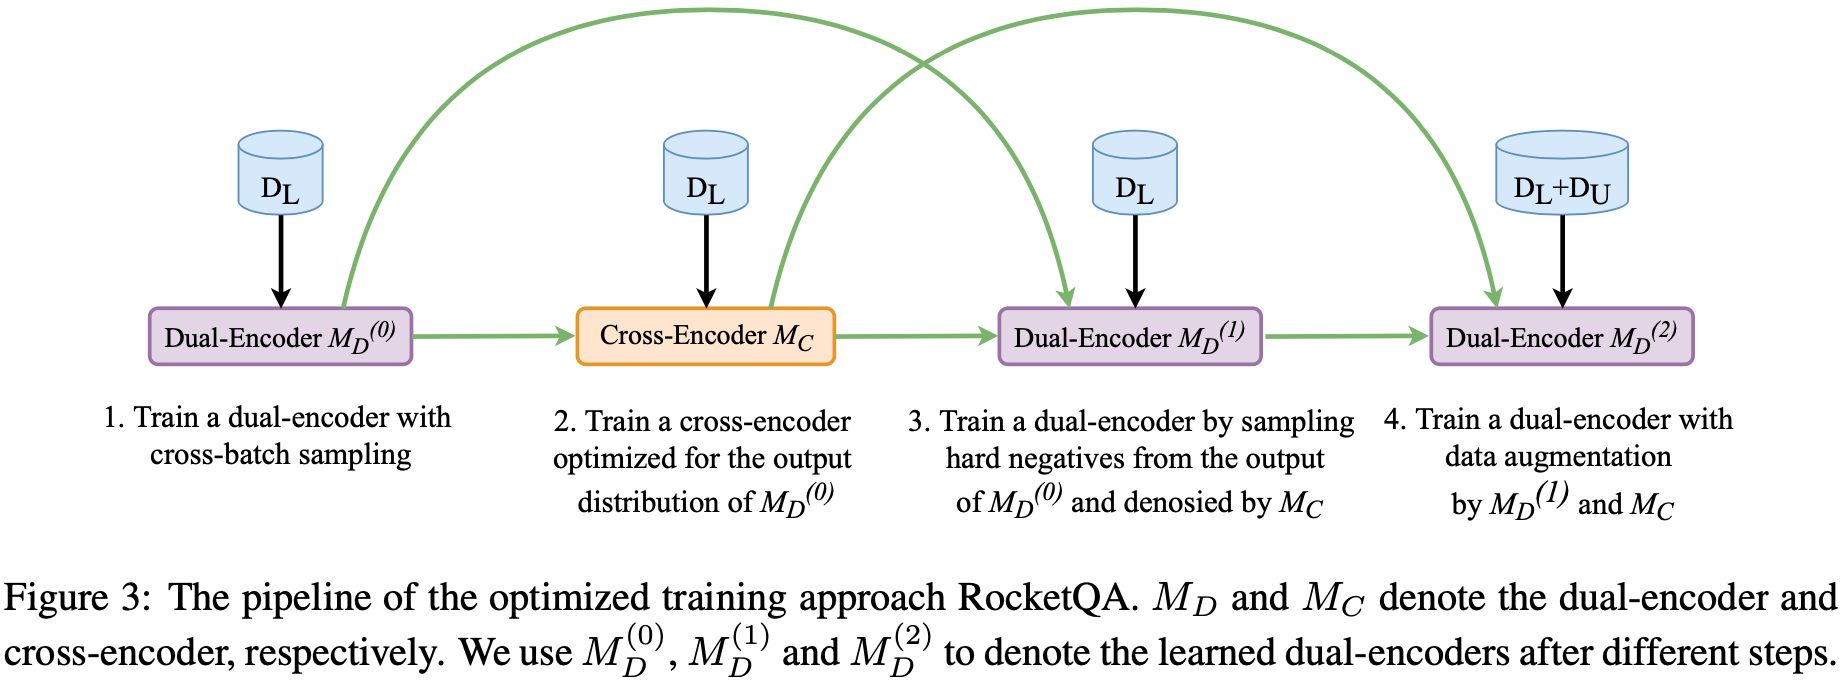 D_L
D_L
D_L
D_L+D_U
Dual-Encoder M_D^(0)
Cross-Encoder M_C
Dual-Encoder M_D^(1)
Dual-Encoder M_D^(2)
1. Train a dual-encoder with
cross-batch sampling
2. Train a cross-encoder
optimized for the output
distribution of M_D^(0)
3. Train a dual-encoder by sampling
hard negatives from the output
of M_D^(0) and denosied by M_C
4. Train a dual-encoder with
data augmentation
by M_D^(1) and M_C
Figure 3: The pipeline of the optimized training approach RocketQA. M_D and M_C denote the dual-encoder and
cross-encoder, respectively. We use M_D^(0), M_D^(1) and M_D^(2) to denote the learned dual-encoders after different steps.